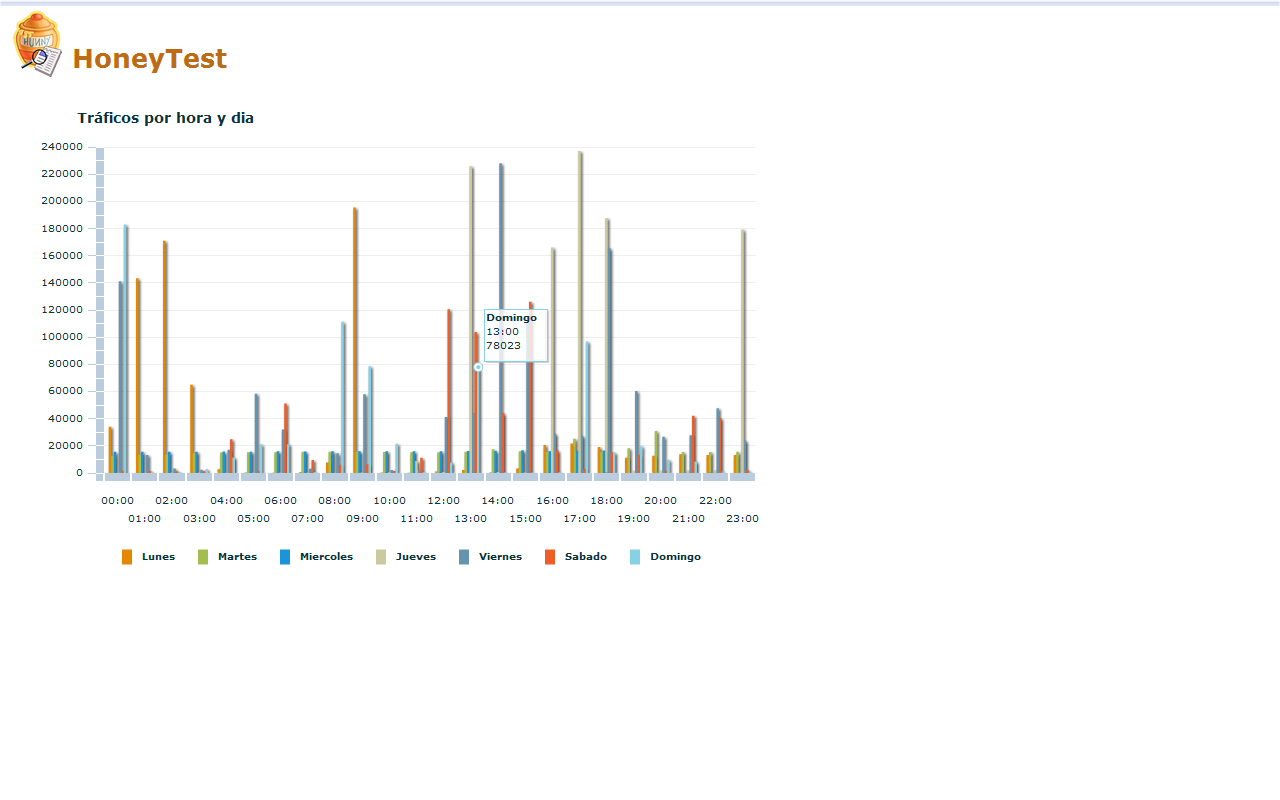 HUNNY
HoneyTest
Tráficos por hora y dia
240000
220000
200000
180000
160000
140000
120000
100000
80000
60000
40000
20000
0
Domingo
13:00
78023
00:00 02:00 04:00 06:00 08:00 10:00 12:00 14:00 16:00 18:00 20:00 22:00
01:00 03:00 05:00 07:00 09:00 11:00 13:00 15:00 17:00 19:00 21:00 23:00
Lunes Martes Miercoles Jueves Viernes Sabado Domingo